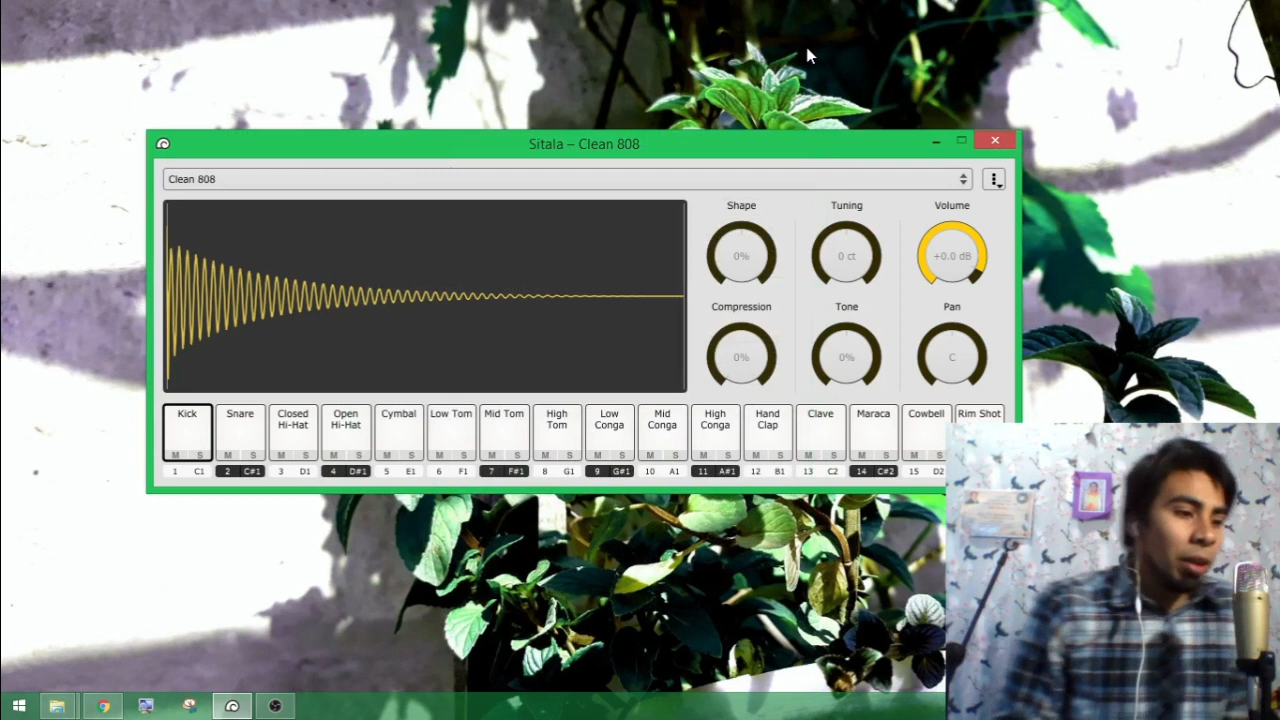 Sitala – Clean 808
Clean 808
Shape Tuning Volume
0% 0 ct +0.0 dB
Compression Tone Pan
0% 0% C
Kick Snare Closed Hi-Hat Open Hi-Hat Cymbal Low Tom Mid Tom High Tom Low Conga Mid Conga High Conga Hand Clap Clave Maraca Cowbell Rim Shot
M S M S M S M S M S M S M S M S M S M S M S M S M S M S M S
1 C1 2 C#1 3 D1 4 D#1 5 E1 6 F1 7 F#1 8 G1 9 G#1 10 A1 11 A#1 12 B1 13 C2 14 C#2 15 D2